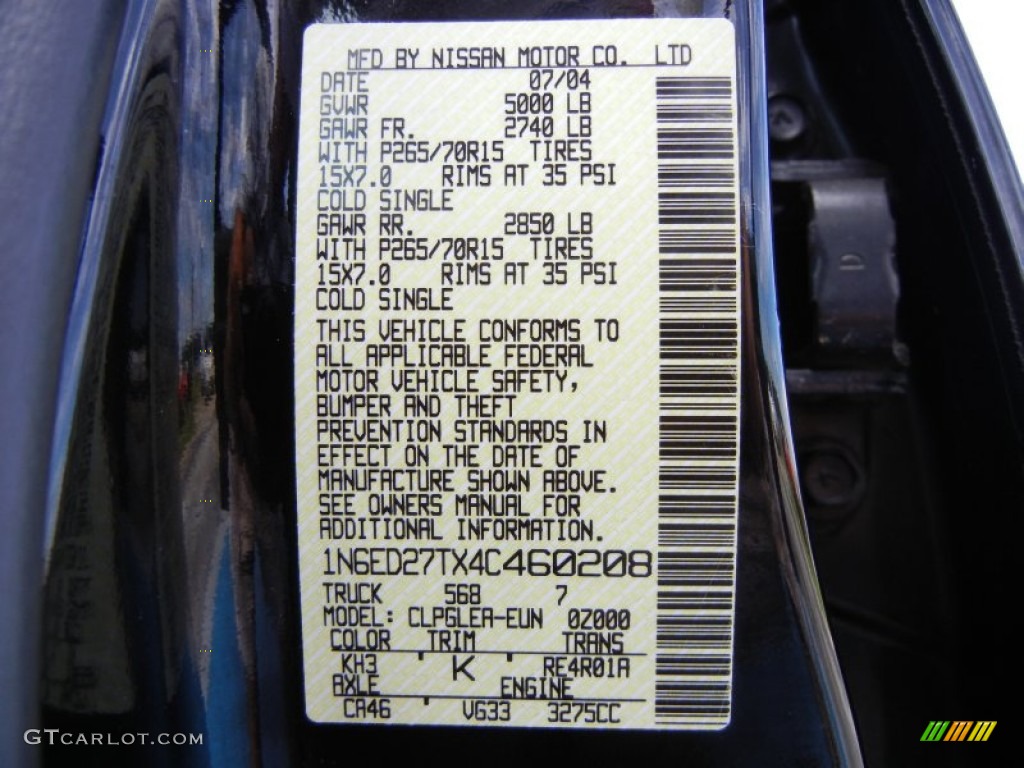 MFD BY NISSAN MOTOR CO. LTD
DATE 07/04
GVWR 5000 LB
GAWR FR. 2740 LB
WITH P265/70R15 TIRES
15X7.0 RIMS AT 35 PSI
COLD SINGLE
GAWR RR. 2850 LB
WITH P265/70R15 TIRES
15X7.0 RIMS AT 35 PSI
COLD SINGLE
THIS VEHICLE CONFORMS TO
ALL APPLICABLE FEDERAL
MOTOR VEHICLE SAFETY,
BUMPER AND THEFT
PREVENTION STANDARDS IN
EFFECT ON THE DATE OF
MANUFACTURE SHOWN ABOVE.
SEE OWNERS MANUAL FOR
ADDITIONAL INFORMATION.
1N6ED27TX4C460208
TRUCK 568 7
MODEL: CLPGLEA-EUN 0Z000
COLOR TRIM TRANS
KH3 ' K ' RE4R01A
AXLE ENGINE
CA46 ' VG33 3275CC
GTCARLOT.COM